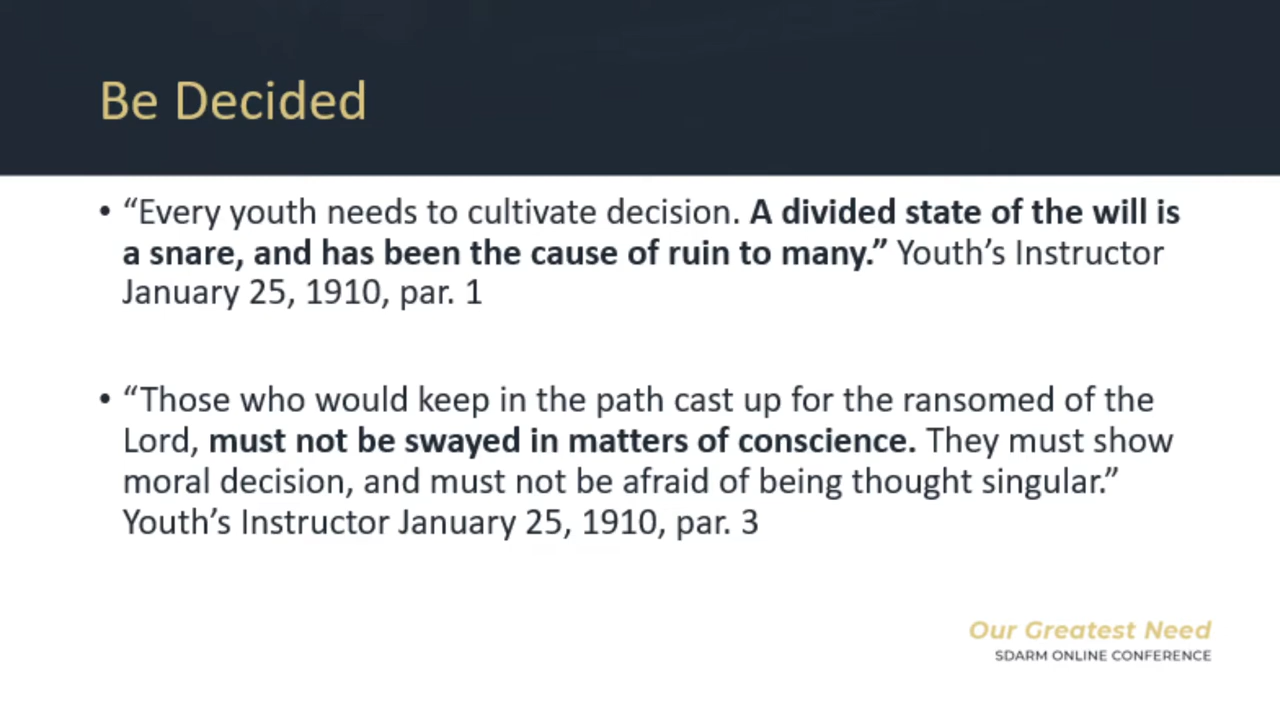 Be Decided
• “Every youth needs to cultivate decision. A divided state of the will is
a snare, and has been the cause of ruin to many.” Youth’s Instructor
January 25, 1910, par. 1
• “Those who would keep in the path cast up for the ransomed of the
Lord, must not be swayed in matters of conscience. They must show
moral decision, and must not be afraid of being thought singular.”
Youth’s Instructor January 25, 1910, par. 3
Our Greatest Need
SDARM ONLINE CONFERENCE